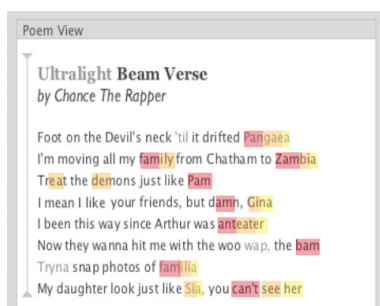 Poem View
Ultralight Beam Verse
by Chance The Rapper
Foot on the Devil's neck 'til it drifted Pangaea
I'm moving all my family from Chatham to Zambia
Treat the demons just like Pam
I mean I like your friends, but damn, Gina
I been this way since Arthur was anteater
Now they wanna hit me with the woo wap, the bam
Tryna snap photos of familia
My daughter look just like Sia, you can't see her